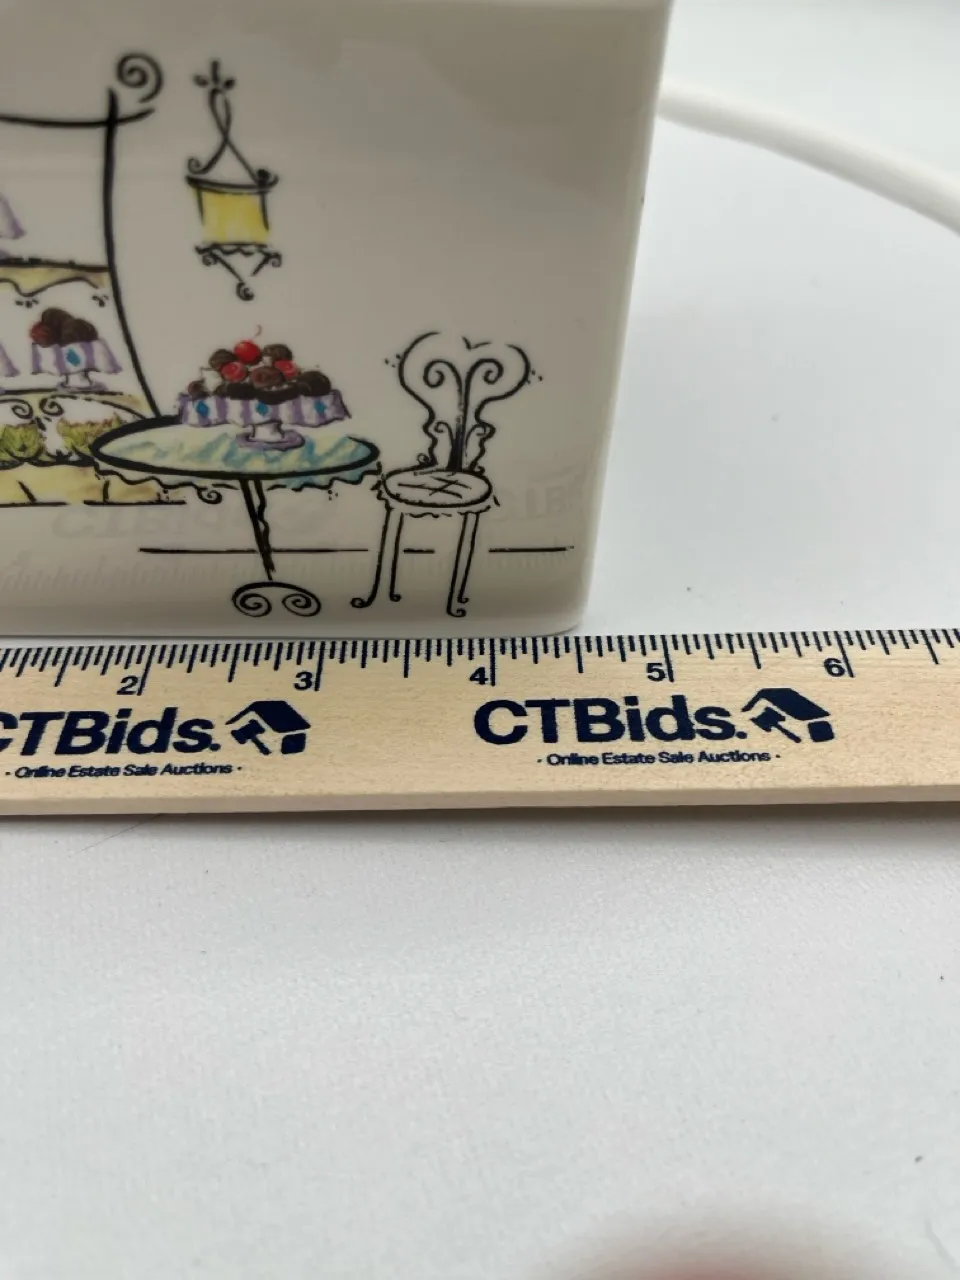 2 3 4 5 6
CTBids. CTBids.
- Online Estate Sale Auctions - - Online Estate Sale Auctions -